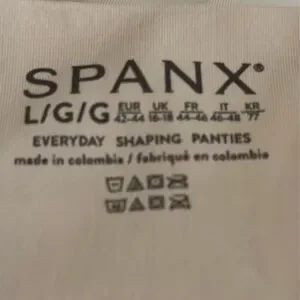 SPANX®
L/G/G EUR 42-44 UK 16-18 FR 44-46 IT 46-48 KR 77
EVERYDAY SHAPING PANTIES
made in colombia / fabriqué en colombie